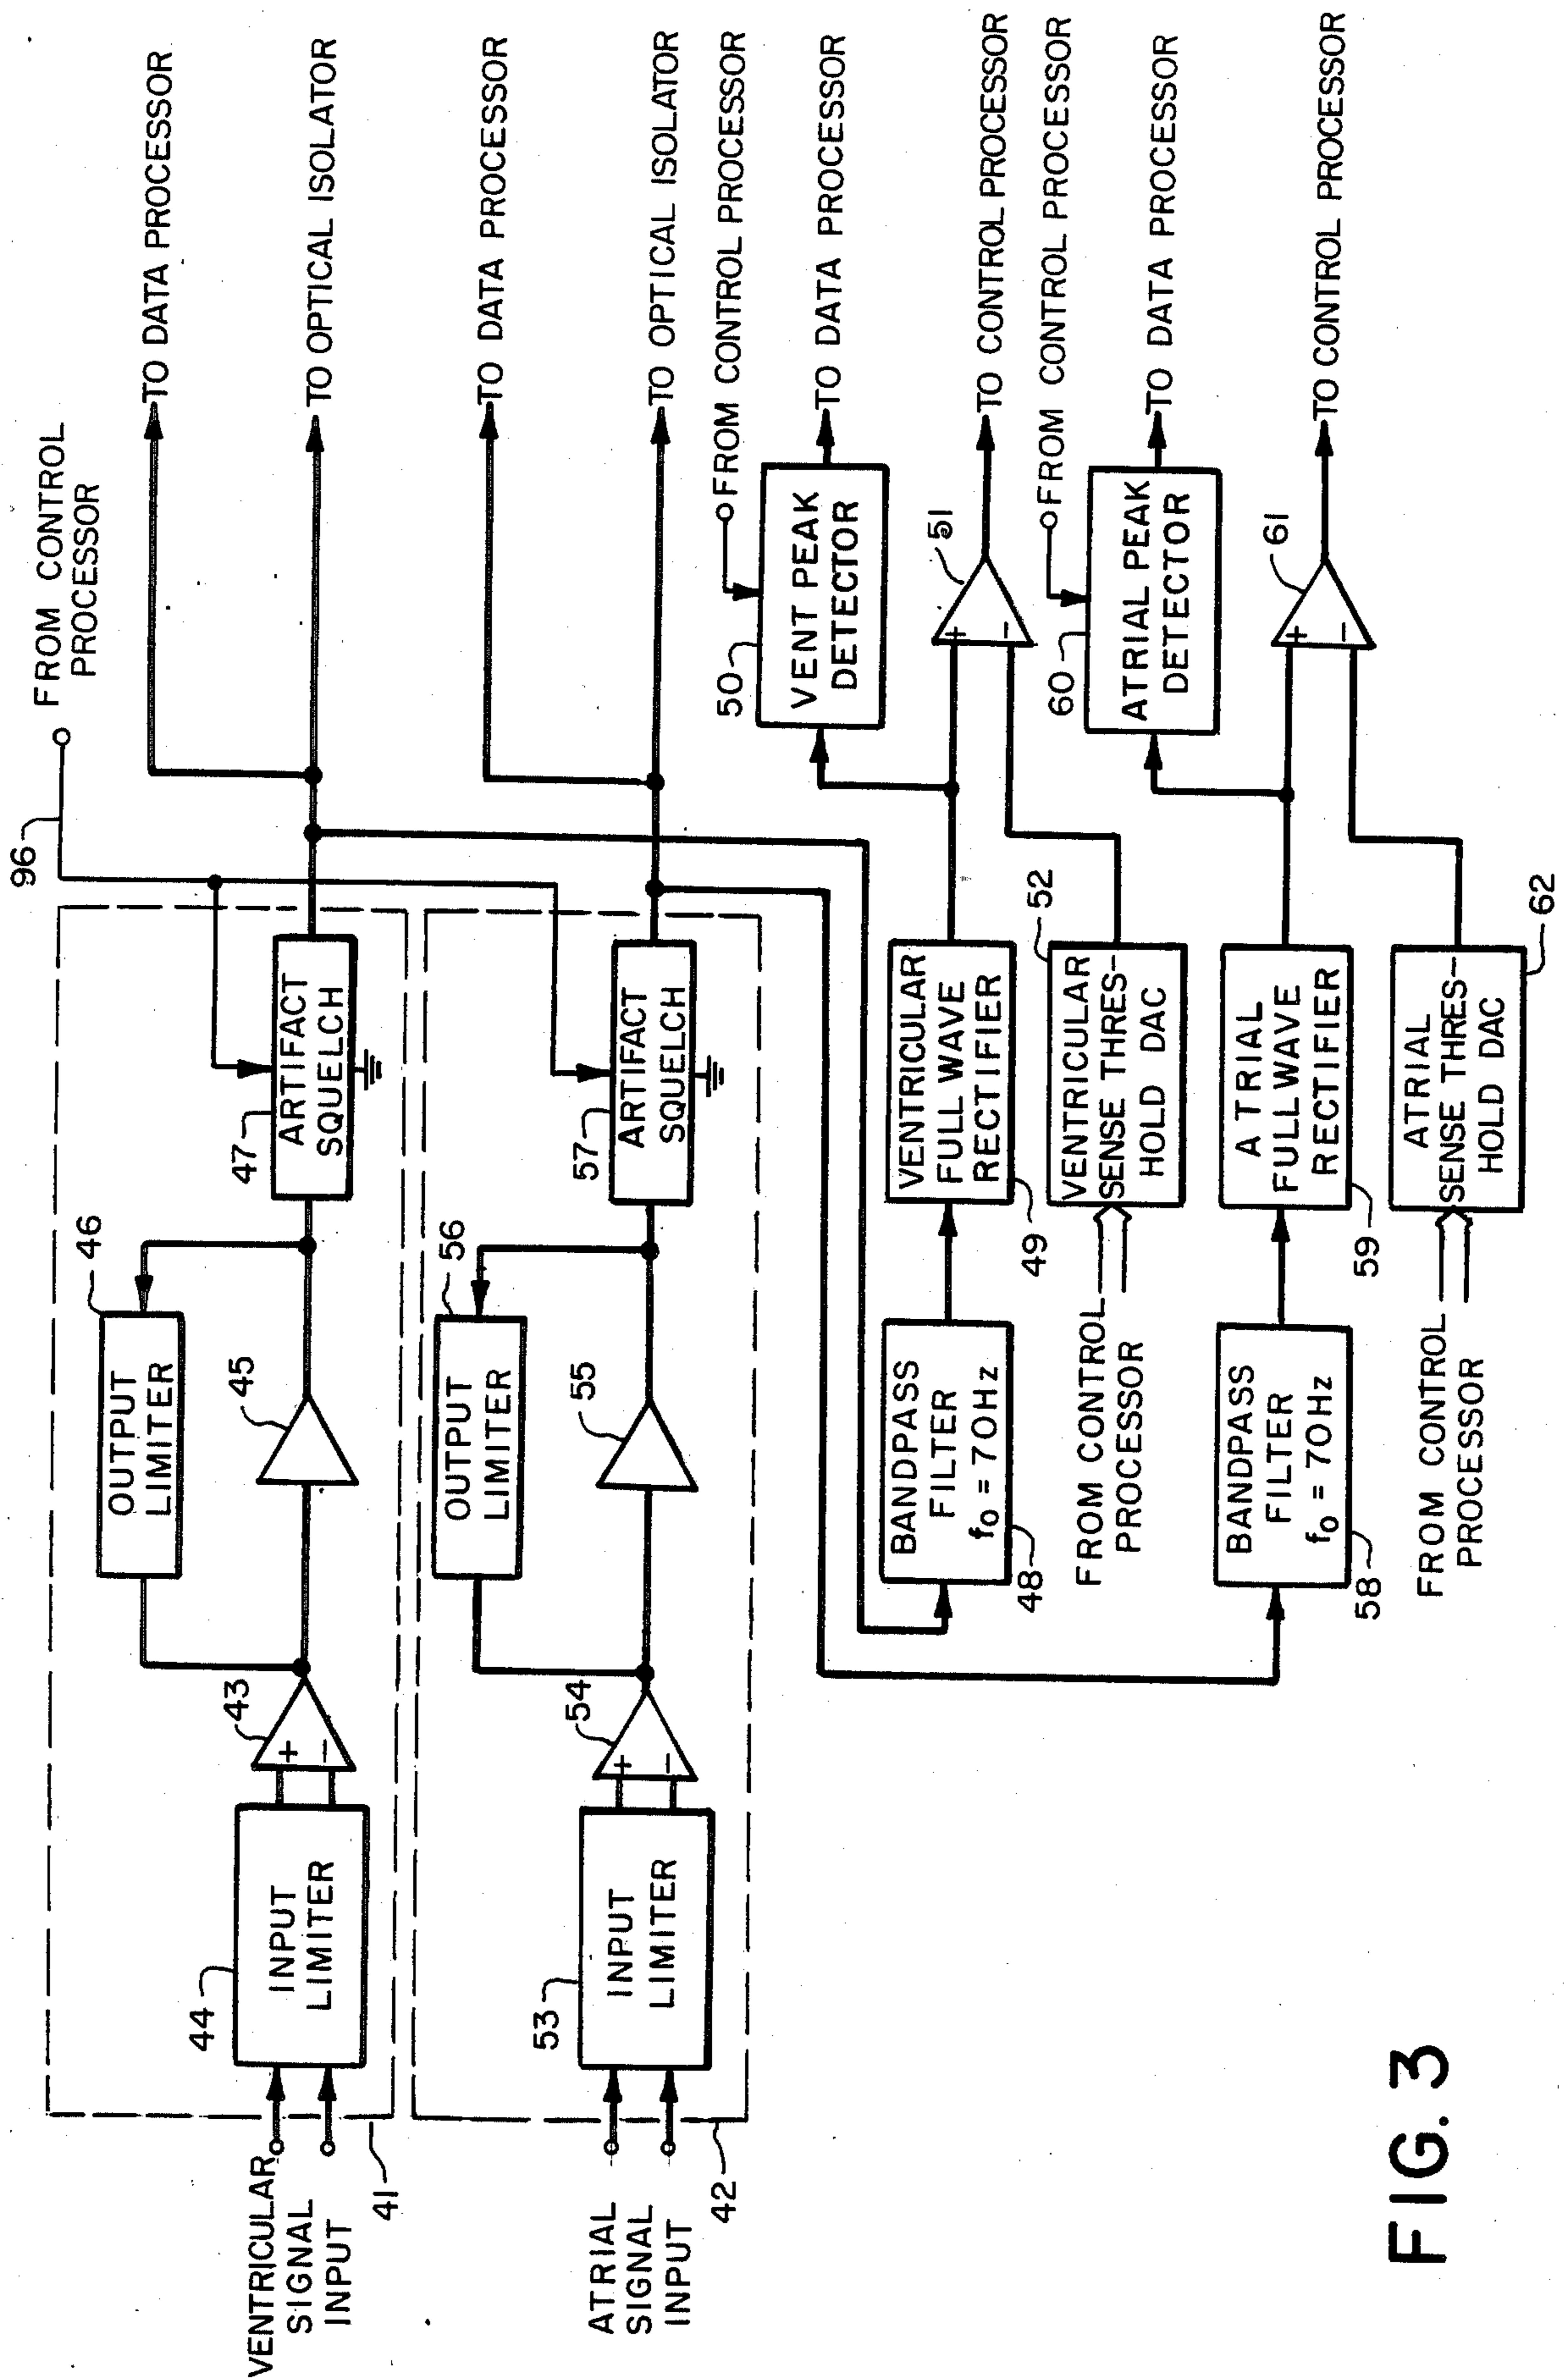 FROM CONTROL
PROCESSOR
96
TO DATA PROCESSOR
TO OPTICAL ISOLATOR
46
OUTPUT
LIMITER
45
47
ARTIFACT
SQUELCH
43
+
−
44
INPUT
LIMITER
VENTRICULAR
SIGNAL
INPUT
41
TO DATA PROCESSOR
TO OPTICAL ISOLATOR
56
OUTPUT
LIMITER
55
57
ARTIFACT
SQUELCH
54
+
−
53
INPUT
LIMITER
ATRIAL
SIGNAL
INPUT
42
FROM CONTROL PROCESSOR
50
VENT PEAK
DETECTOR
TO DATA PROCESSOR
BANDPASS
FILTER
fo = 70Hz
48
VENTRICULAR
FULL WAVE
RECTIFIER
49
51
+
−
TO CONTROL PROCESSOR
FROM CONTROL
PROCESSOR
VENTRICULAR
SENSE THRES-
HOLD DAC
52
FROM CONTROL PROCESSOR
60
ATRIAL PEAK
DETECTOR
TO DATA PROCESSOR
BANDPASS
FILTER
fo = 70Hz
58
ATRIAL
FULL WAVE
RECTIFIER
59
61
+
−
TO CONTROL PROCESSOR
FROM CONTROL
PROCESSOR
ATRIAL
SENSE THRES-
HOLD DAC
62
FIG. 3